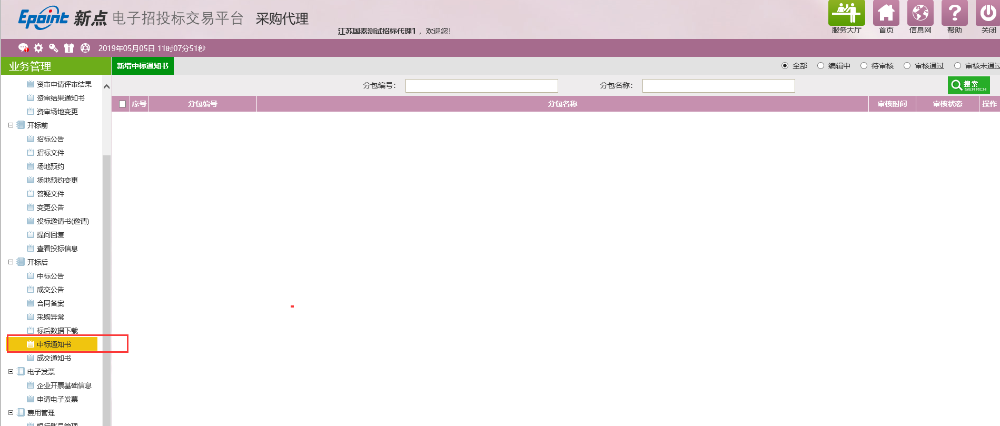 Epoint 新点 电子招投标交易平台 采购代理
江苏国泰测试招标代理1，欢迎您!
服务大厅 首页 信息网 帮助 关闭
2019年05月05日 11时07分51秒
业务管理
新增中标通知书
全部 编辑中 待审核 审核通过 审核未通过
分包编号： 分包名称： 搜索 SEARCH
序号 分包编号 分包名称 审核时间 审核状态 操作
资审申请评审结果
资审结果通知书
资审场地变更
开标前
招标公告
招标文件
场地预约
场地预约变更
答疑文件
变更公告
投标邀请书(邀请)
提问回复
查看投标信息
开标后
中标公告
成交公告
合同备案
采购异常
标后数据下载
中标通知书
成交通知书
电子发票
企业开票基础信息
申请电子发票
费用管理
银行账号管理